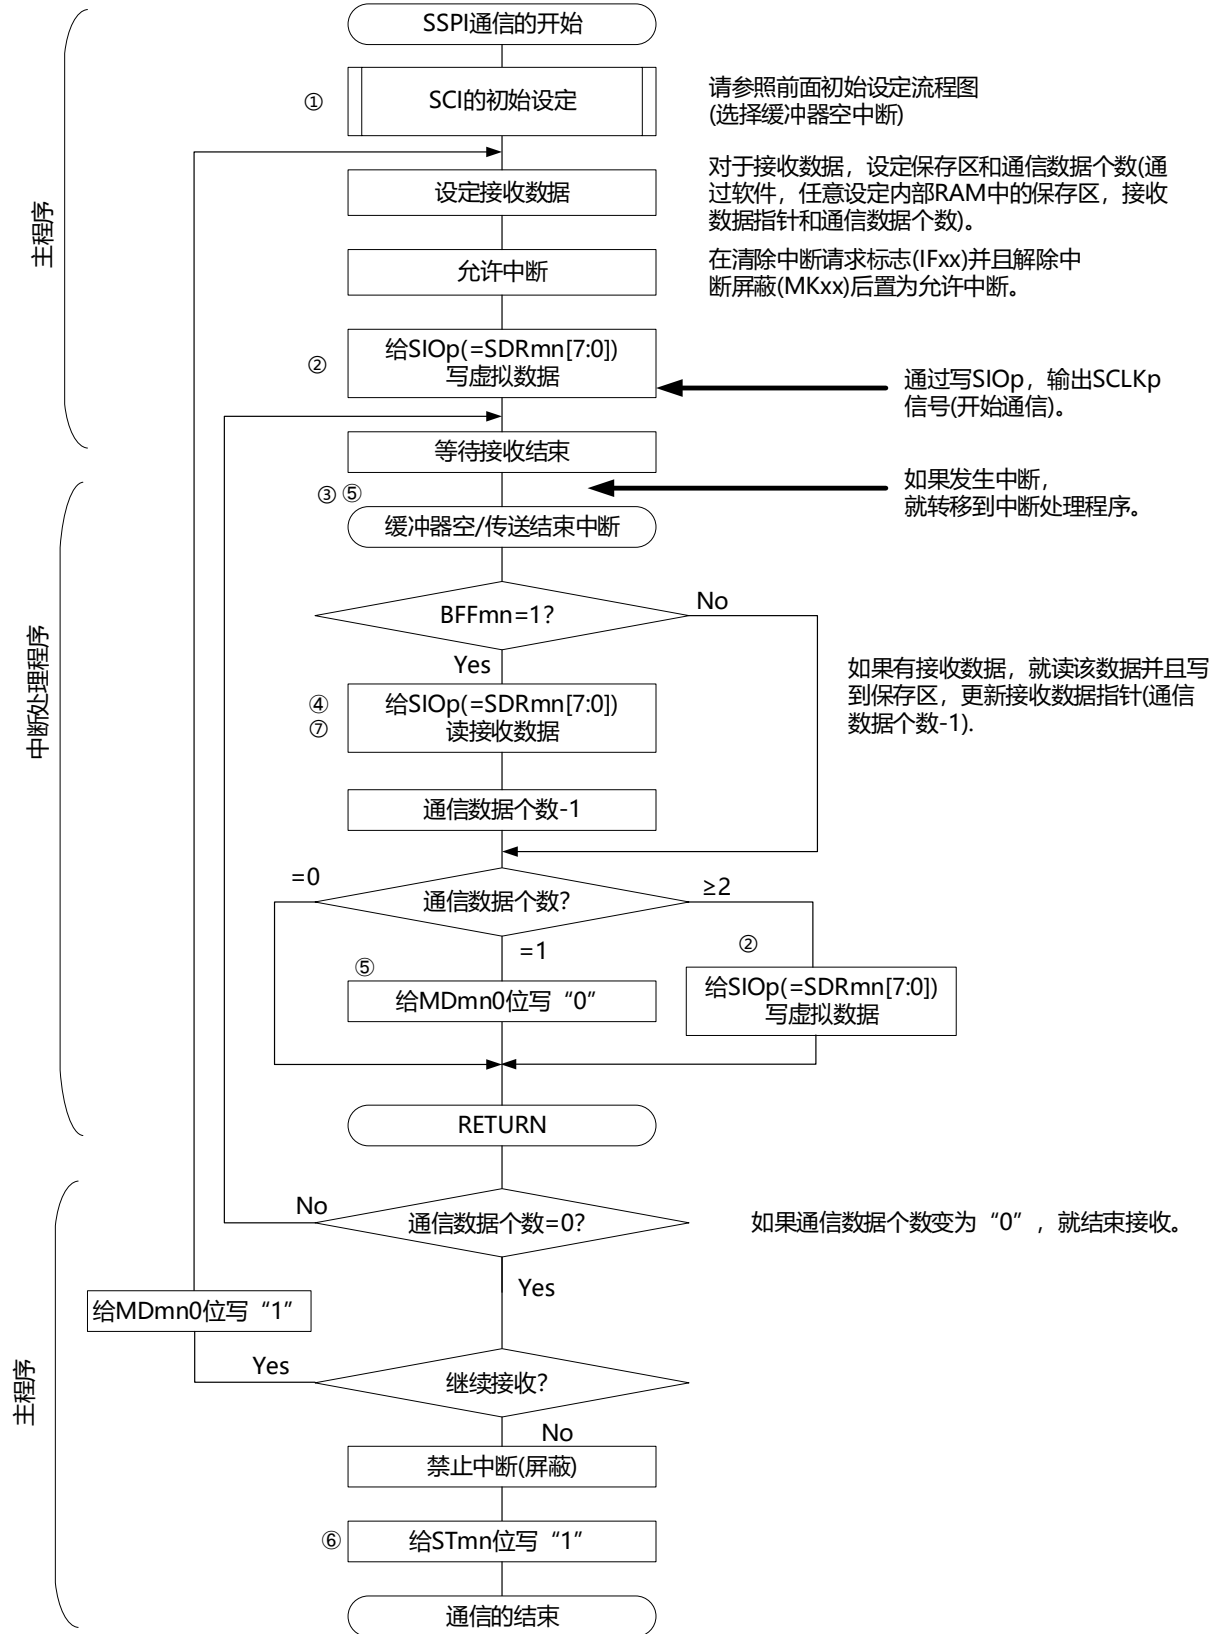 SSPI通信的开始
①
SCI的初始设定
请参照前面初始设定流程图
(选择缓冲器空中断)
主程序
设定接收数据
对于接收数据，设定保存区和通信数据个数(通
过软件，任意设定内部RAM中的保存区，接收
数据指针和通信数据个数)。
允许中断
在清除中断请求标志(IFxx)并且解除中
断屏蔽(MKxx)后置为允许中断。
②
给SIOp(=SDRmn[7:0])
写虚拟数据
通过写SIOp，输出SCLKp
信号(开始通信)。
等待接收结束
如果发生中断，
就转移到中断处理程序。
③ ⑤
缓冲器空/传送结束中断
中断处理程序
BFFmn=1?
No
Yes
④
⑦
给SIOp(=SDRmn[7:0])
读接收数据
如果有接收数据，就读该数据并且写
到保存区，更新接收数据指针(通信
数据个数-1).
通信数据个数-1
=0
通信数据个数?
≥2
=1
②
⑤
给MDmn0位写“0”
给SIOp(=SDRmn[7:0])
写虚拟数据
RETURN
No
通信数据个数=0?
如果通信数据个数变为“0”，就结束接收。
Yes
给MDmn0位写“1”
主程序
Yes
继续接收?
No
禁止中断(屏蔽)
⑥
给STmn位写“1”
通信的结束